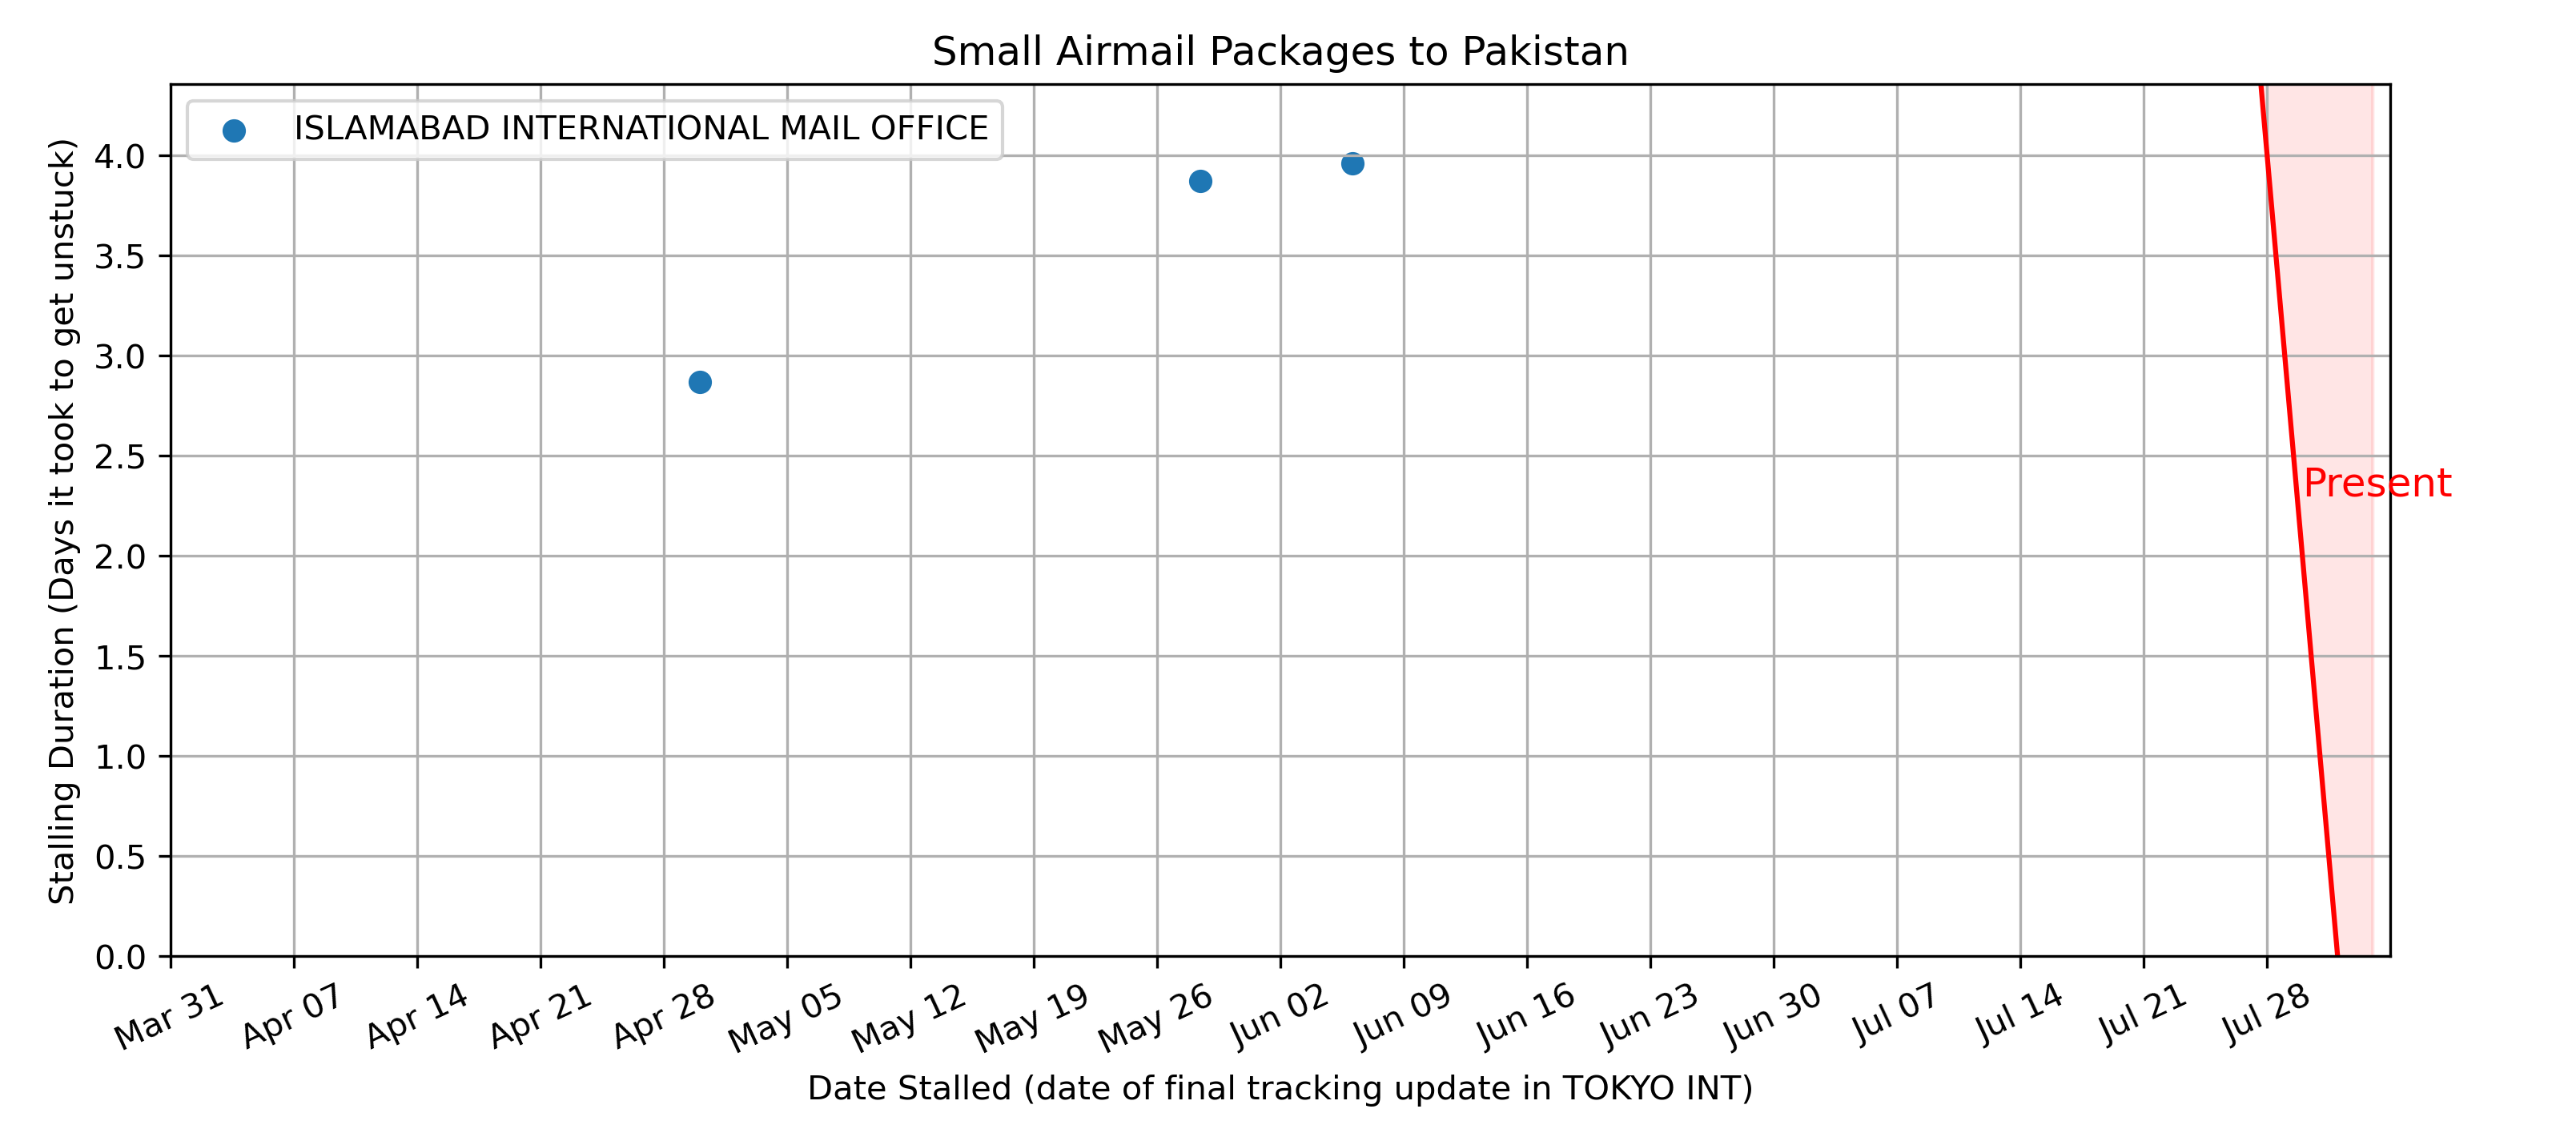 Small Airmail Packages to Pakistan
ISLAMABAD INTERNATIONAL MAIL OFFICE
Stalling Duration (Days it took to get unstuck)
4.0
3.5
3.0
2.5
2.0
1.5
1.0
0.5
0.0
Present
Mar 31 Apr 07 Apr 14 Apr 21 Apr 28 May 05 May 12 May 19 May 26 Jun 02 Jun 09 Jun 16 Jun 23 Jun 30 Jul 07 Jul 14 Jul 21 Jul 28
Date Stalled (date of final tracking update in TOKYO INT)